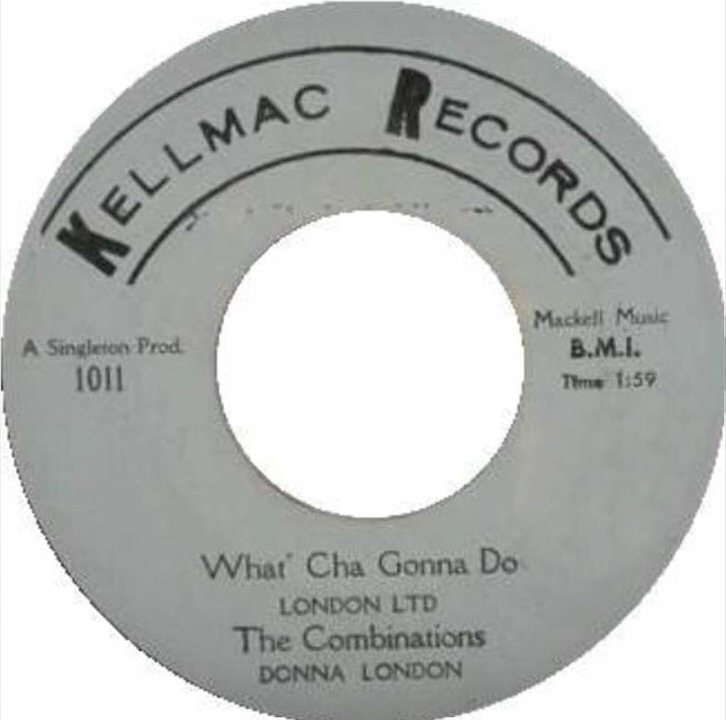 KELLMAC RECORDS
A Singleton Prod.
1011
Mackell Music
B.M.I.
Time 1:59
What' Cha Gonna Do
LONDON LTD
The Combinations
DONNA LONDON